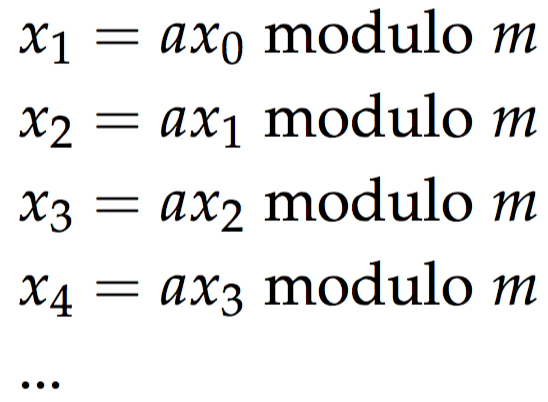 x₁ = ax₀ modulo m
x₂ = ax₁ modulo m
x₃ = ax₂ modulo m
x₄ = ax₃ modulo m
...